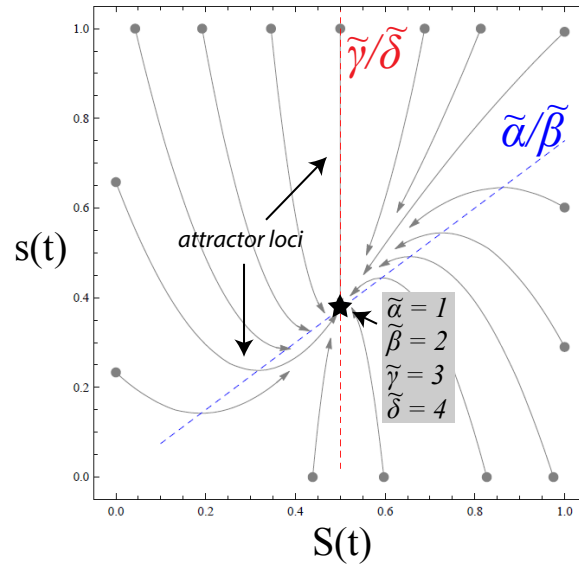 1.0
0.8
0.6
0.4
0.2
0.0
s(t)
γ̃/δ̃
α̃/β̃
attractor loci
α̃ = 1
β̃ = 2
γ̃ = 3
δ̃ = 4
0.0 0.2 0.4 0.6 0.8 1.0
S(t)